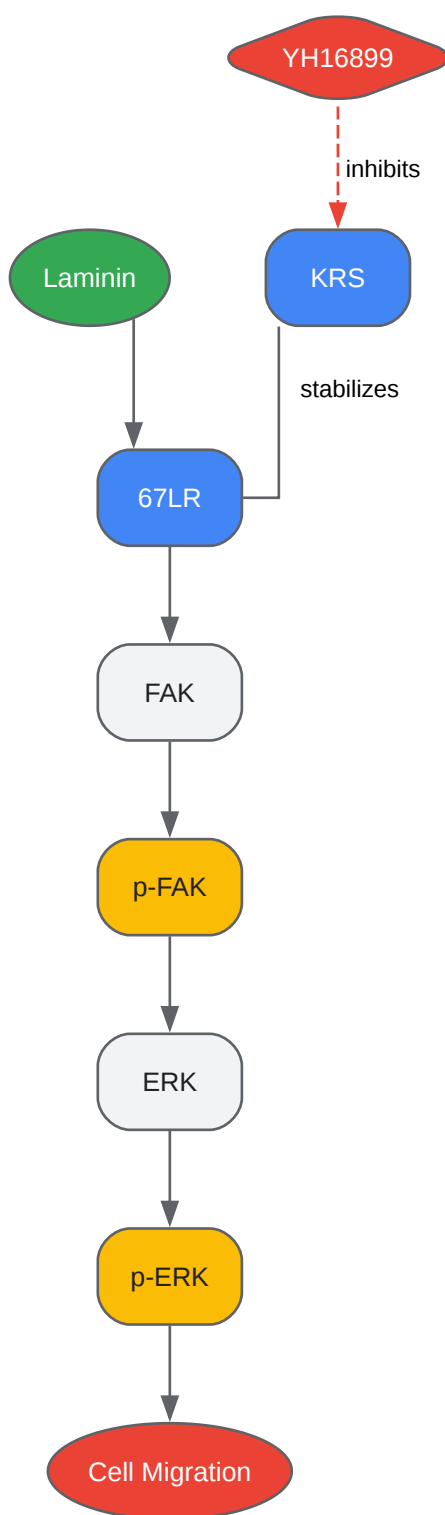 YH16899
inhibits
Laminin
KRS
stabilizes
67LR
FAK
p-FAK
ERK
p-ERK
Cell Migration